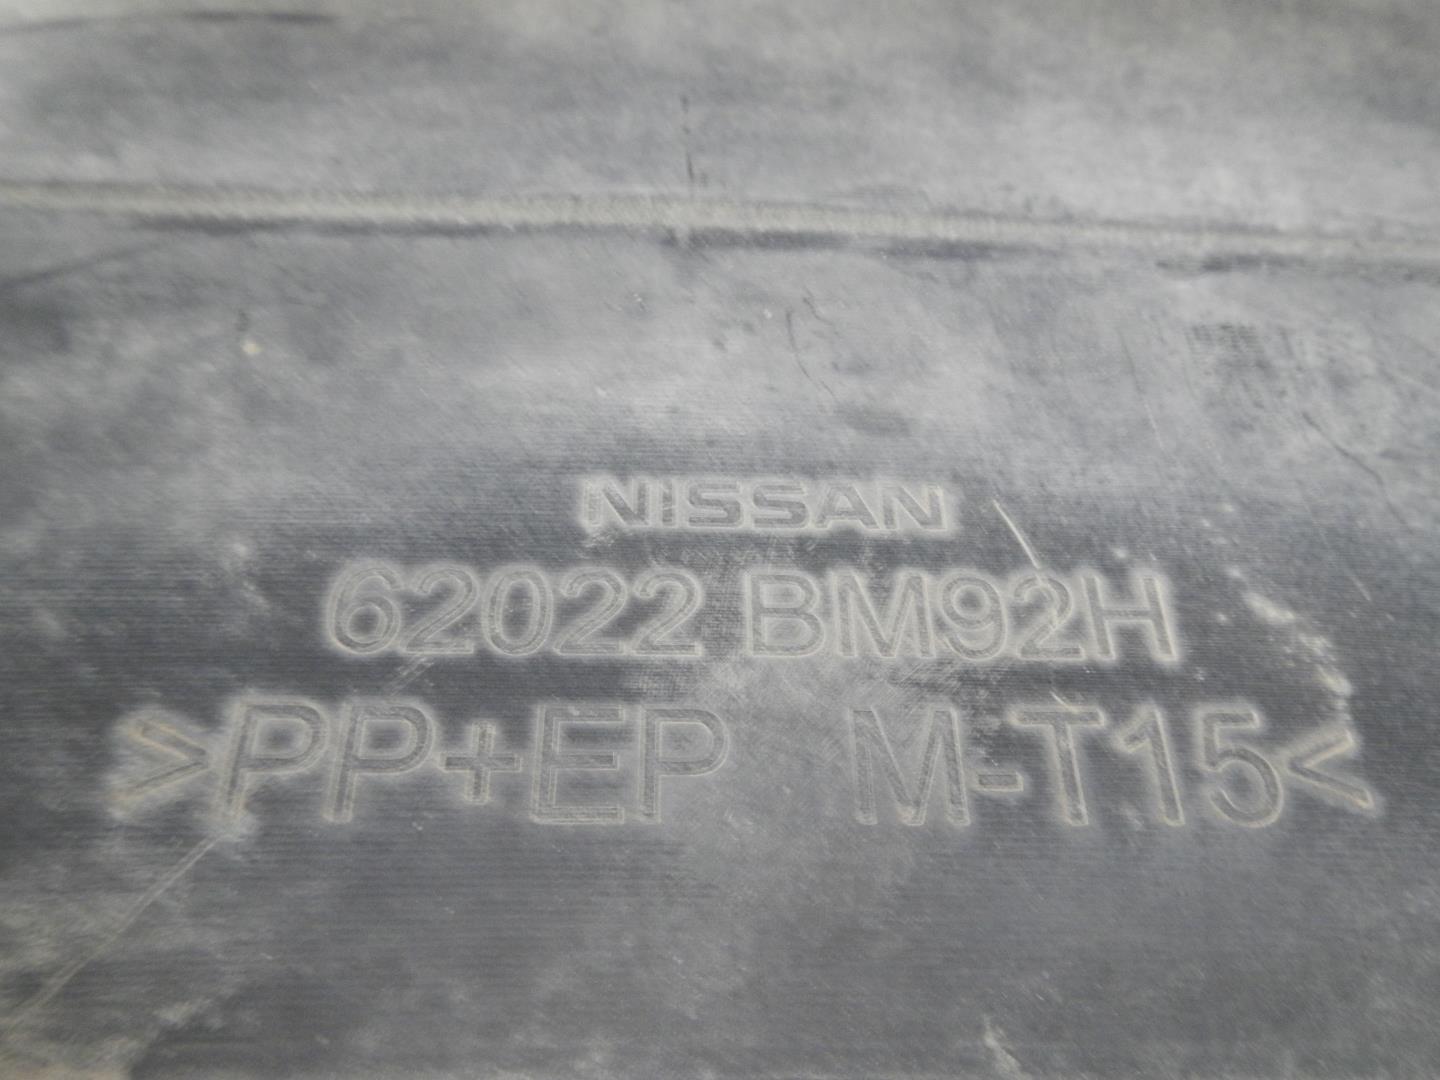 NISSAN
62022 BM92H
>PP+EP M-T15<